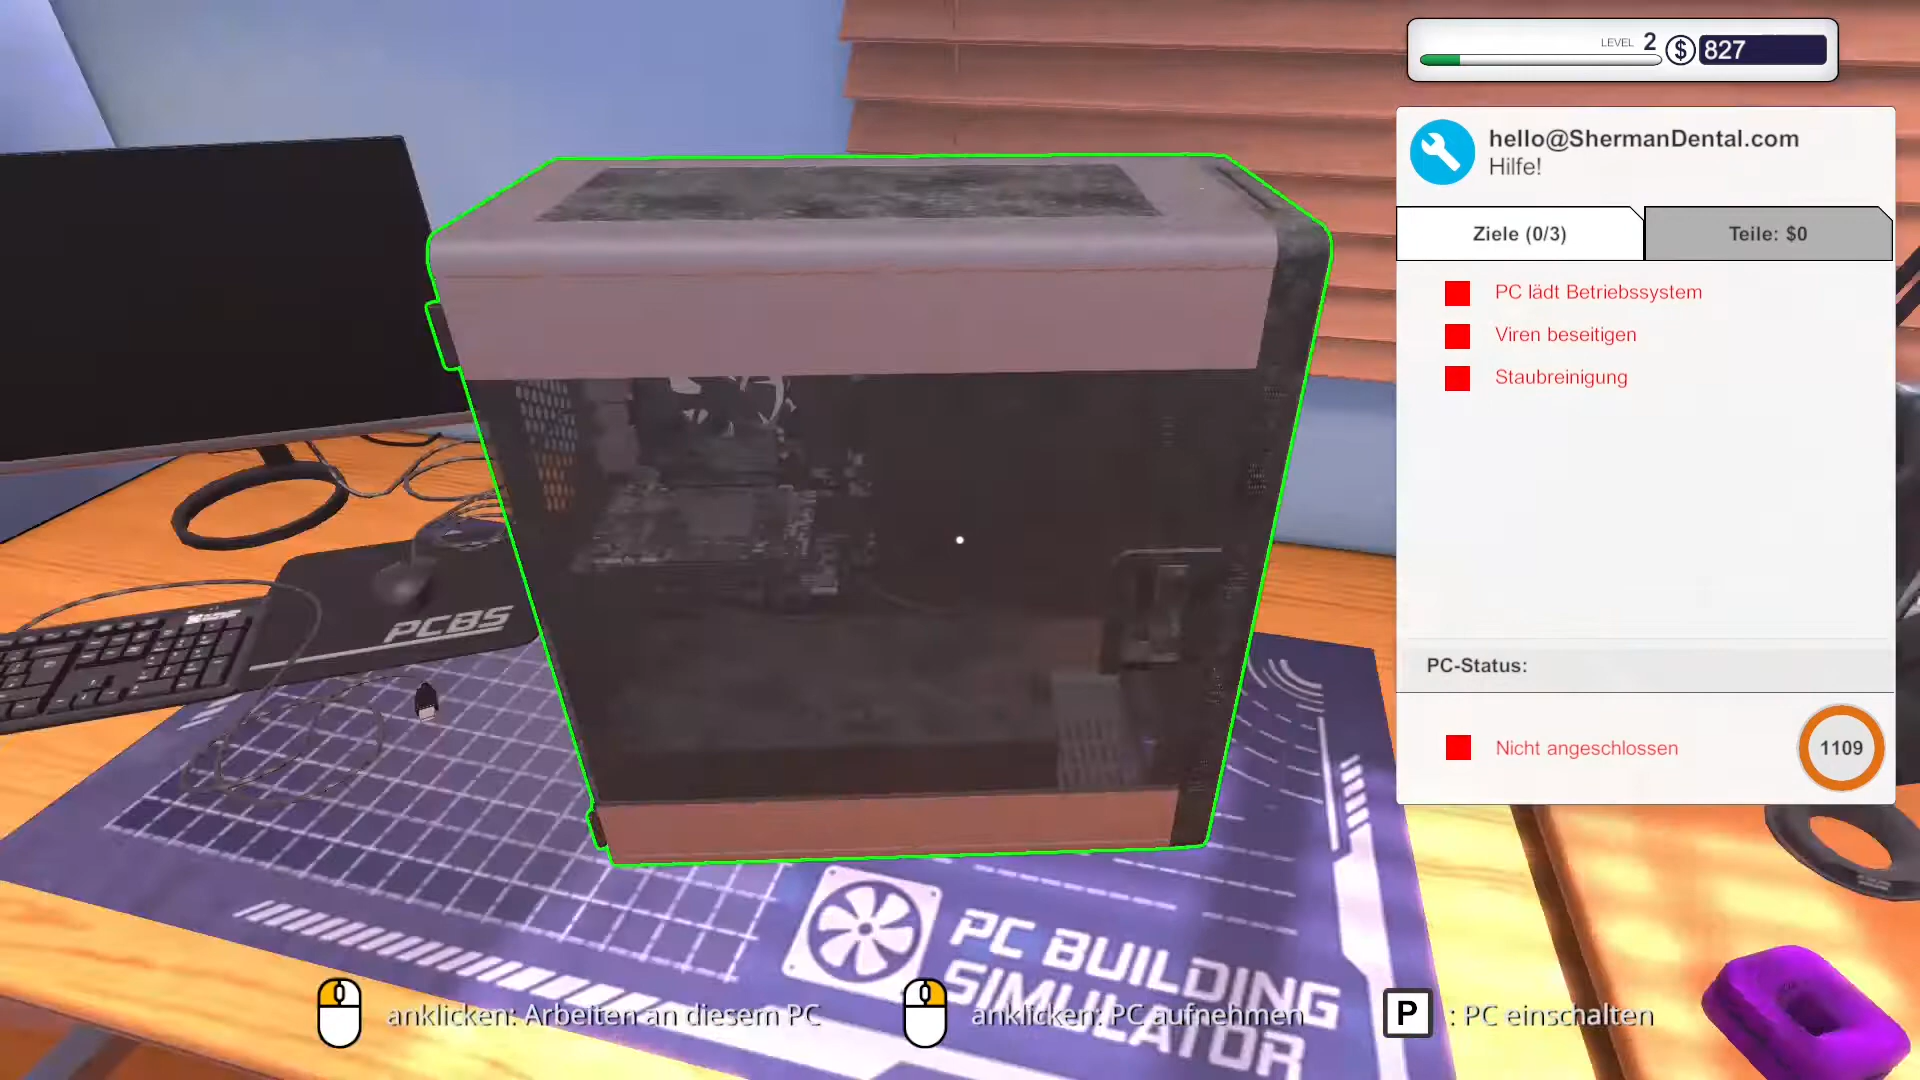 LEVEL 2
$ 827
hello@ShermanDental.com
Hilfe!
Ziele (0/3)
Teile: $0
PC lädt Betriebssystem
Viren beseitigen
Staubreinigung
PC-Status:
Nicht angeschlossen
1109
PCBS
PC BUILDING
SIMULATOR
anklicken: Arbeiten an diesem PC
anklicken: PC aufnehmen
P : PC einschalten